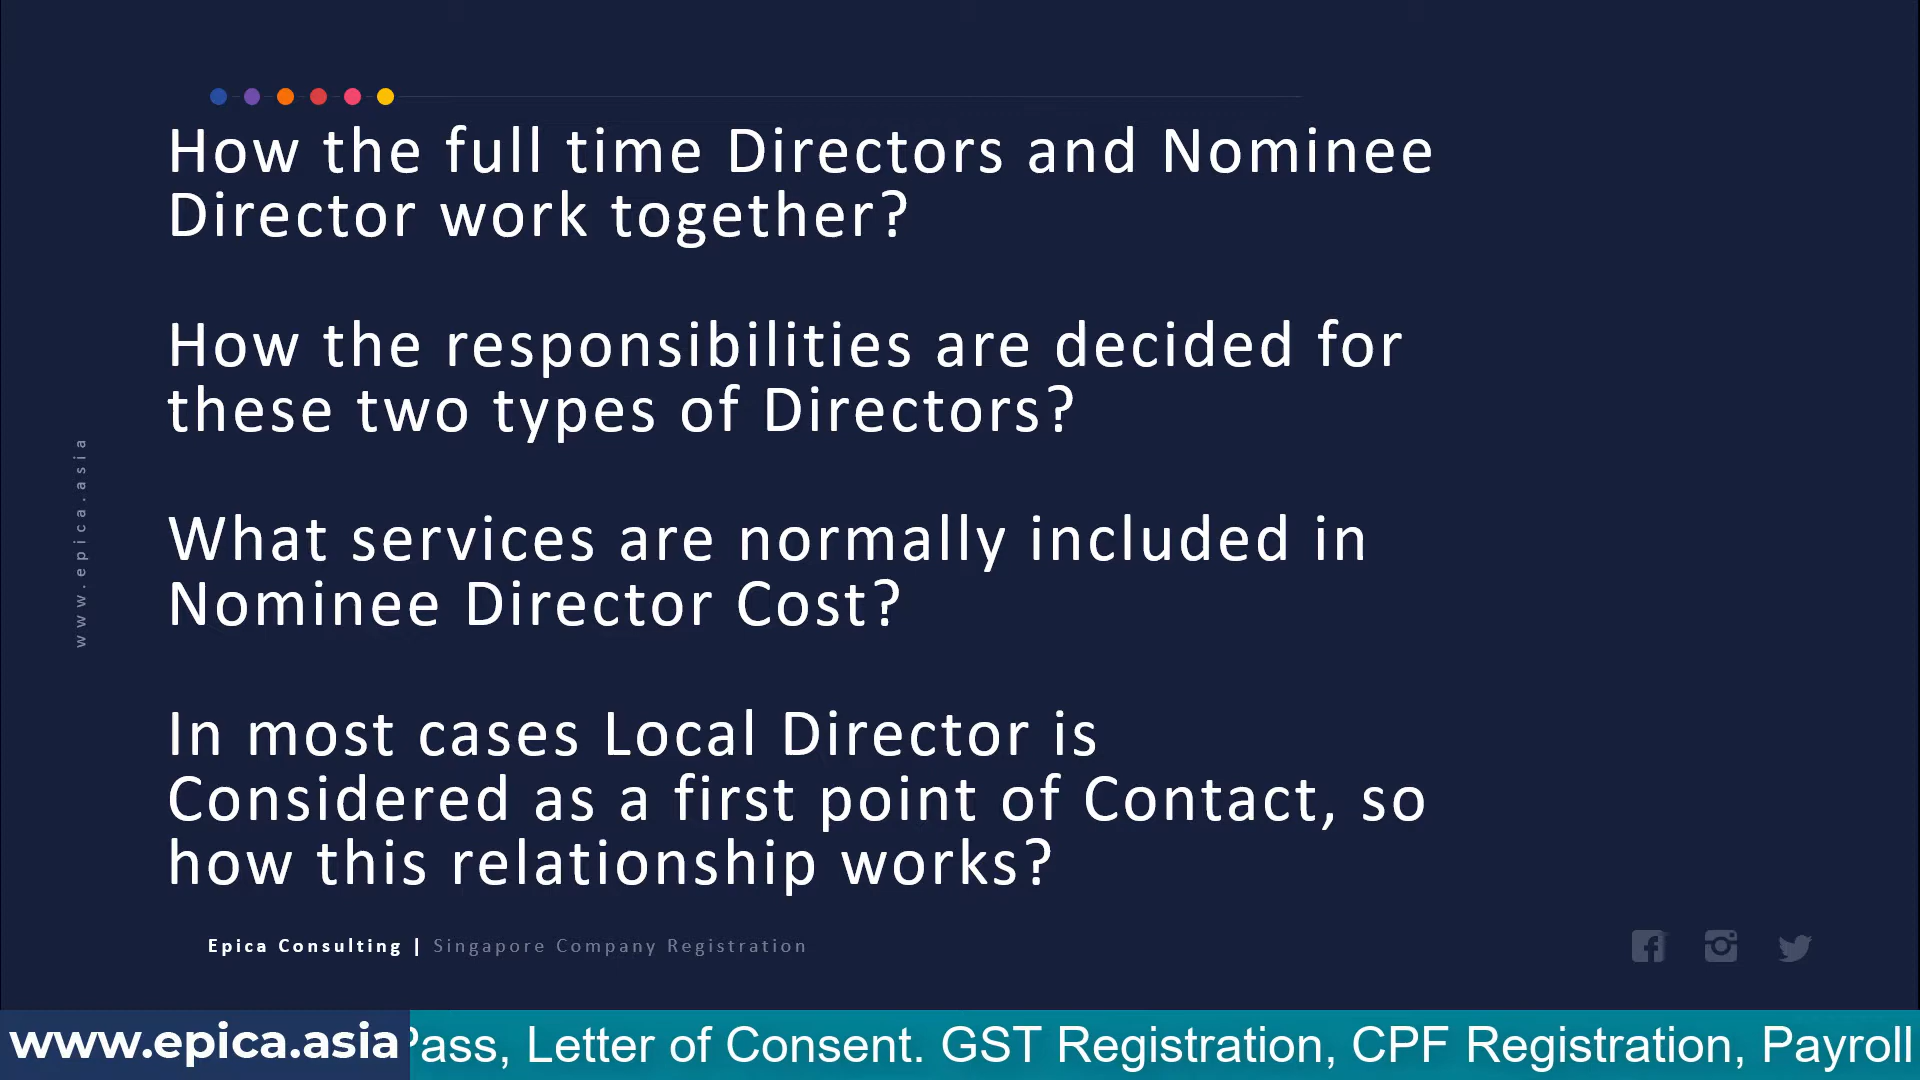 How the full time Directors and Nominee
Director work together?
How the responsibilities are decided for
these two types of Directors?
What services are normally included in
Nominee Director Cost?
In most cases Local Director is
Considered as a first point of Contact, so
how this relationship works?
www.epica.asia
Epica Consulting | Singapore Company Registration
www.epica.asia
Pass, Letter of Consent. GST Registration, CPF Registration, Payroll